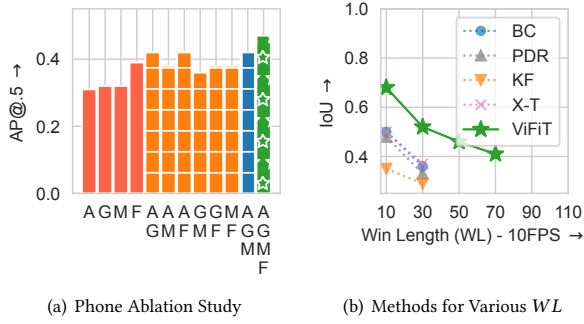 AP@.5 →
0.4
0.2
0.0
A G M F A A A G G M A A
G M F M F F G G
M M
F
(a) Phone Ablation Study
IoU →
1.0
0.8
0.6
0.4
BC
PDR
KF
X-T
ViFiT
10 30 50 70 90 110
Win Length (WL) - 10FPS →
(b) Methods for Various WL